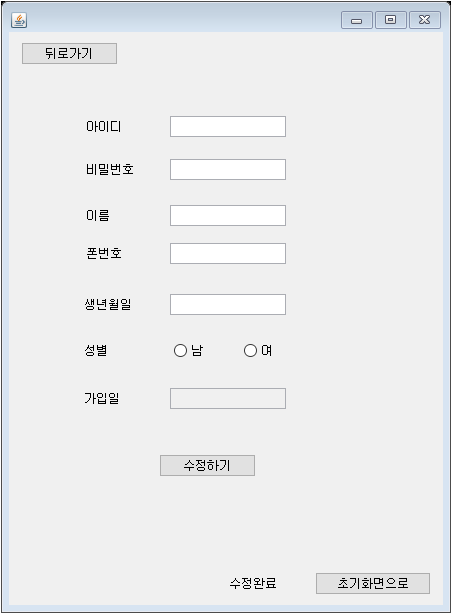 뒤로가기
아이디
비밀번호
이름
폰번호
생년월일
성별 남 여
가입일
수정하기
수정완료 초기화면으로